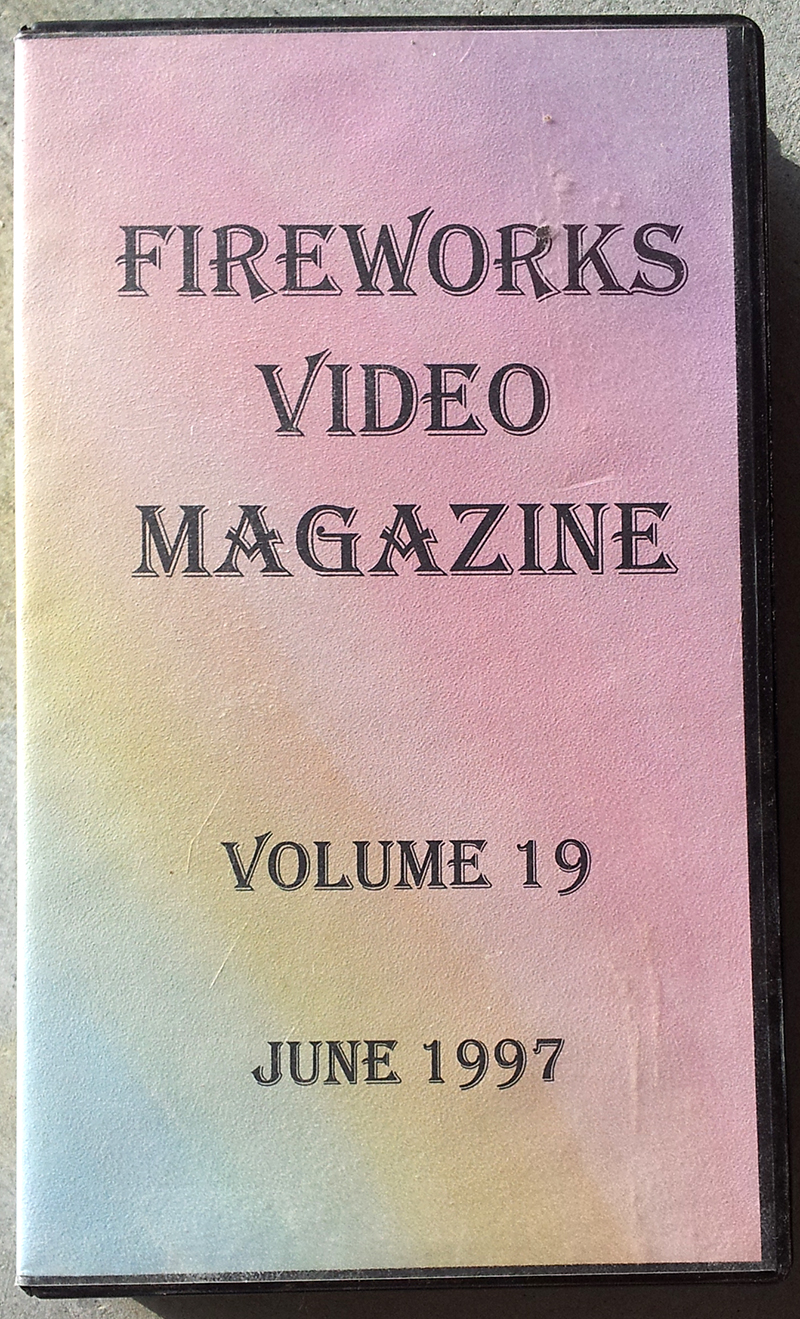 FIREWORKS
VIDEO
MAGAZINE
VOLUME 19
JUNE 1997